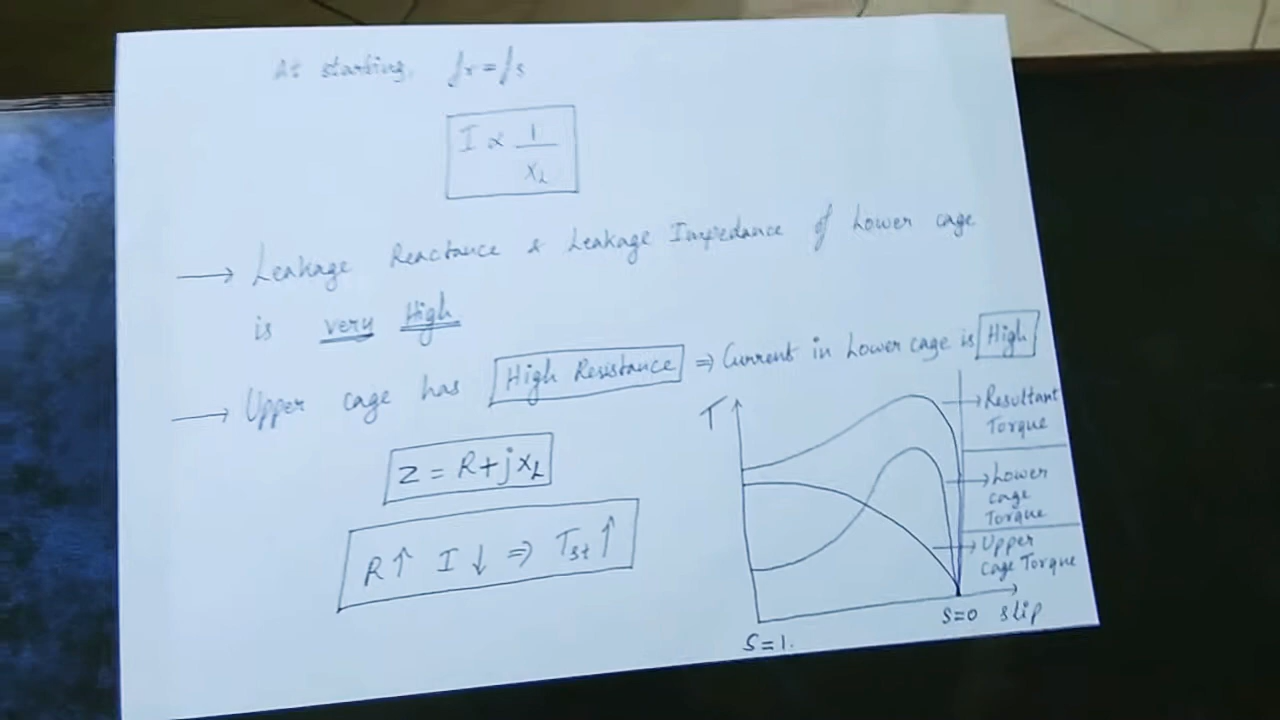 At starting, fr=fs
I ∝ 1/XL
→ Leakage Reactance & Leakage Impedance of Lower cage
is very High
→ Upper cage has High Resistance ⇒ Current in Lower cage is High
Z = R+jXL
R↑ I↓ ⇒ Tst↑
T
→ Resultant
Torque
→ Lower
cage
Torque
→ Upper
cage Torque
S=0 slip
S=1.